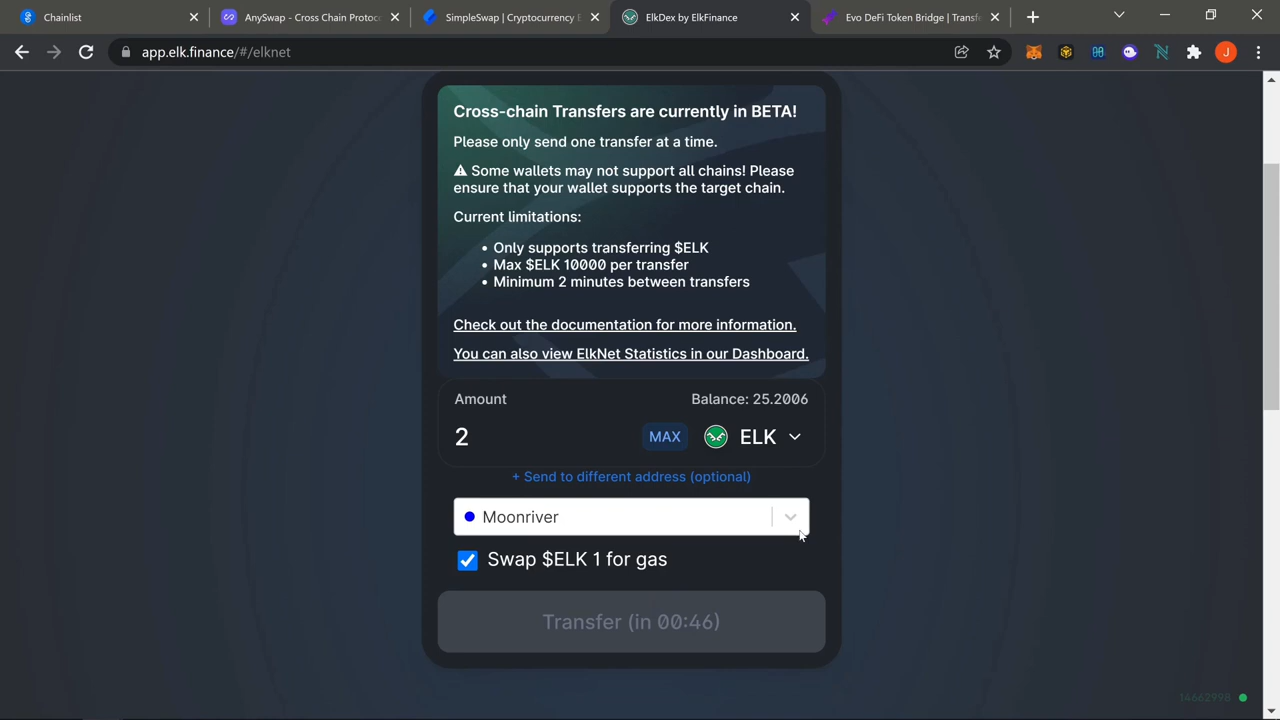 Chainlist
AnySwap - Cross Chain Protoc
SimpleSwap | Cryptocurrency E
ElkDex by ElkFinance
Evo DeFi Token Bridge | Transf
app.elk.finance/#/elknet
J
Cross-chain Transfers are currently in BETA!
Please only send one transfer at a time.
⚠ Some wallets may not support all chains! Please
ensure that your wallet supports the target chain.
Current limitations:
• Only supports transferring $ELK
• Max $ELK 10000 per transfer
• Minimum 2 minutes between transfers
Check out the documentation for more information.
You can also view ElkNet Statistics in our Dashboard.
Amount Balance: 25.2006
2 MAX ELK
+ Send to different address (optional)
Moonriver
Swap $ELK 1 for gas
Transfer (in 00:46)
14662998